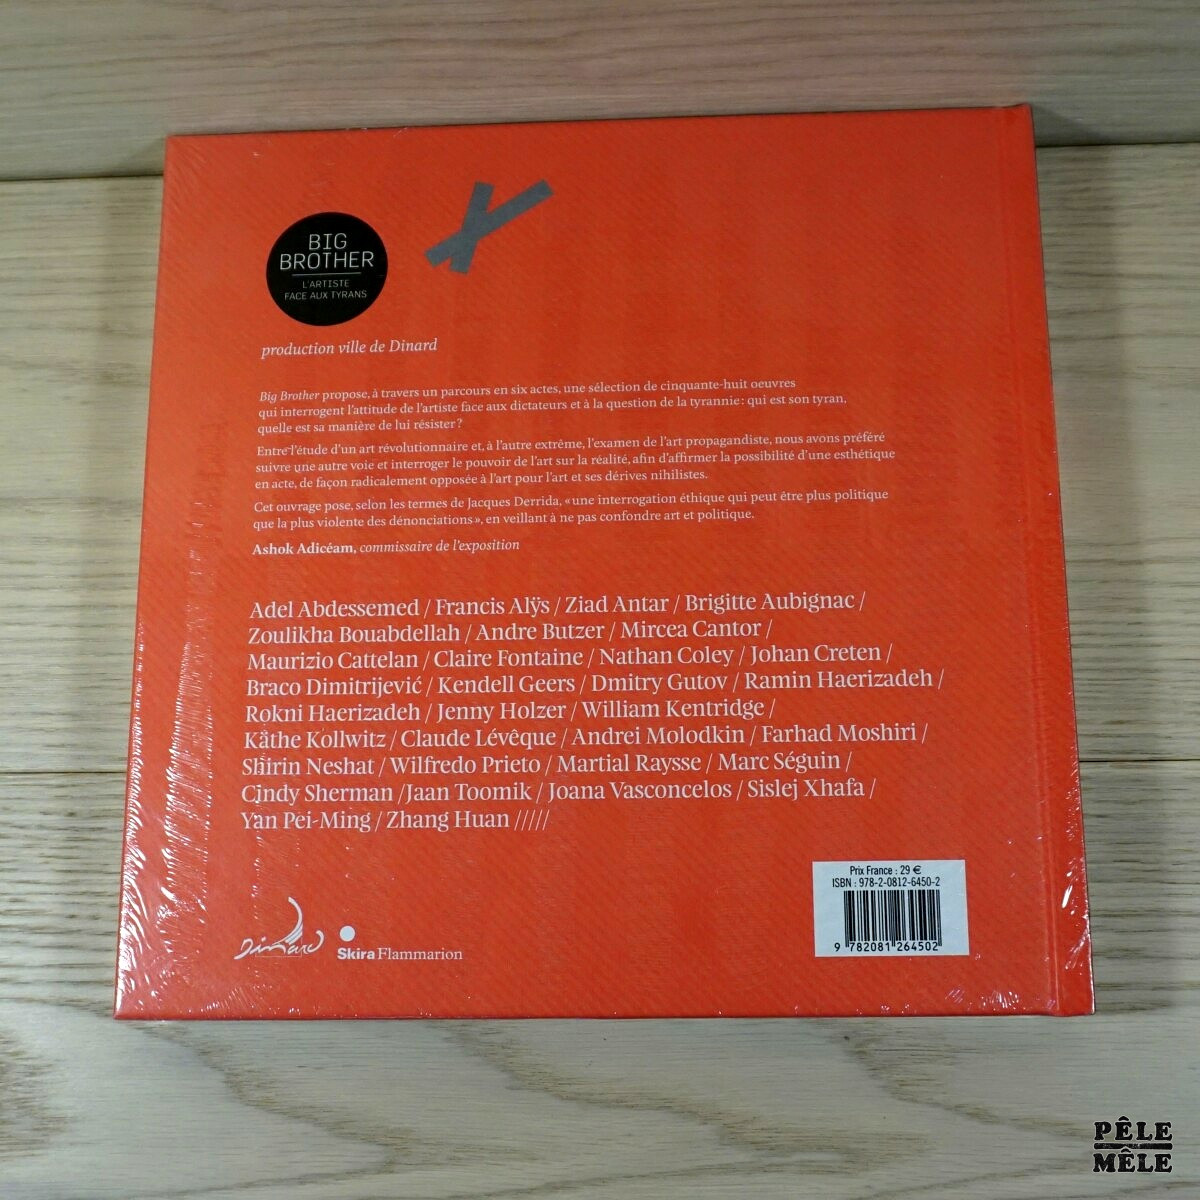 BIG
BROTHER
L'ARTISTE
FACE AUX TYRANS
production ville de Dinard
Big Brother propose, à travers un parcours en six actes, une sélection de cinquante-huit oeuvres
qui interrogent l'attitude de l'artiste face aux dictateurs et à la question de la tyrannie : qui est son tyran,
quelle est sa manière de lui résister ?
Entre l'étude d'un art révolutionnaire et, à l'autre extrême, l'examen de l'art propagandiste, nous avons préféré
suivre une autre voie et interroger le pouvoir de l'art sur la réalité, afin d'affirmer la possibilité d'une esthétique
en acte, de façon radicalement opposée à l'art pour l'art et ses dérives nihilistes.
Cet ouvrage pose, selon les termes de Jacques Derrida, « une interrogation éthique qui peut être plus politique
que la plus violente des dénonciations », en veillant à ne pas confondre art et politique.
Ashok Adicéam, commissaire de l'exposition
Adel Abdessemed / Francis Alÿs / Ziad Antar / Brigitte Aubignac /
Zoulikha Bouabdellah / Andre Butzer / Mircea Cantor /
Maurizio Cattelan / Claire Fontaine / Nathan Coley / Johan Creten /
Braco Dimitrijević / Kendell Geers / Dmitry Gutov / Ramin Haerizadeh /
Rokni Haerizadeh / Jenny Holzer / William Kentridge /
Käthe Kollwitz / Claude Lévêque / Andrei Molodkin / Farhad Moshiri /
Shirin Neshat / Wilfredo Prieto / Martial Raysse / Marc Séguin /
Cindy Sherman /Jaan Toomik / Joana Vasconcelos / Sislej Xhafa /
Yan Pei-Ming / Zhang Huan /////
Prix France : 29 €
ISBN : 978-2-0812-6450-2
9 782081 264502
Dinard
Skira Flammarion
PÊLE
MÊLE